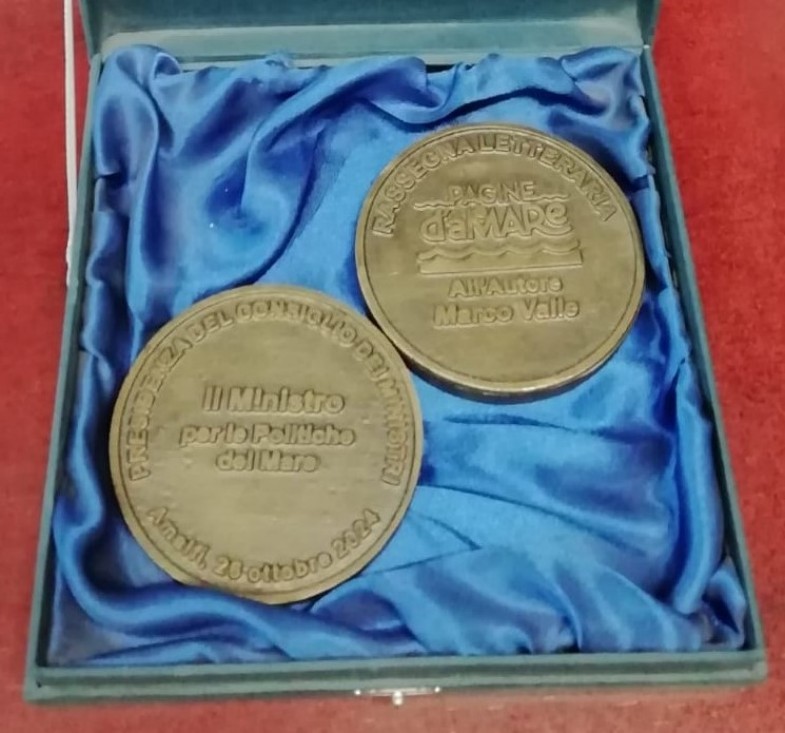 RASSEGNA LETTERARIA
PAGINE
d'aMARe
All'Autore
Marco Valle
PRESIDENZA DEL CONSIGLIO DEI MINISTRI
Il Ministro
per le Politiche
del Mare
Amalfi, 26 ottobre 2024